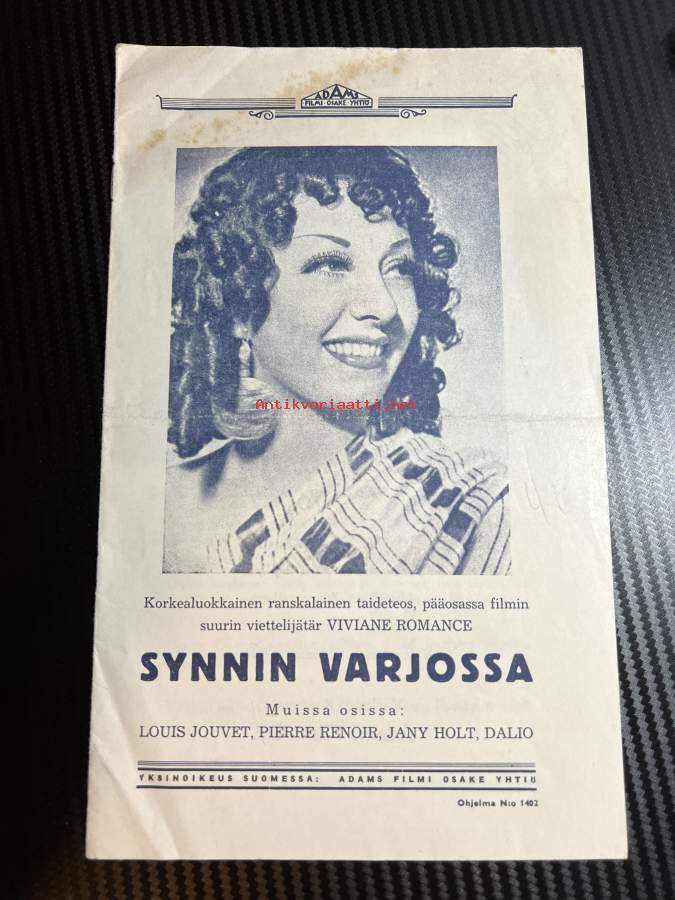 ADAMS
FILMI · OSAKE · YHTIÖ
Antikvariaatti.net
Korkealuokkainen ranskalainen taideteos, pääosassa filmin
suurin viettelijätär VIVIANE ROMANCE
SYNNIN VARJOSSA
Muissa osissa:
LOUIS JOUVET, PIERRE RENOIR, JANY HOLT, DALIO
YKSINOIKEUS SUOMESSA: ADAMS FILMI OSAKE YHTIÖ
Ohjelma N:o 1402